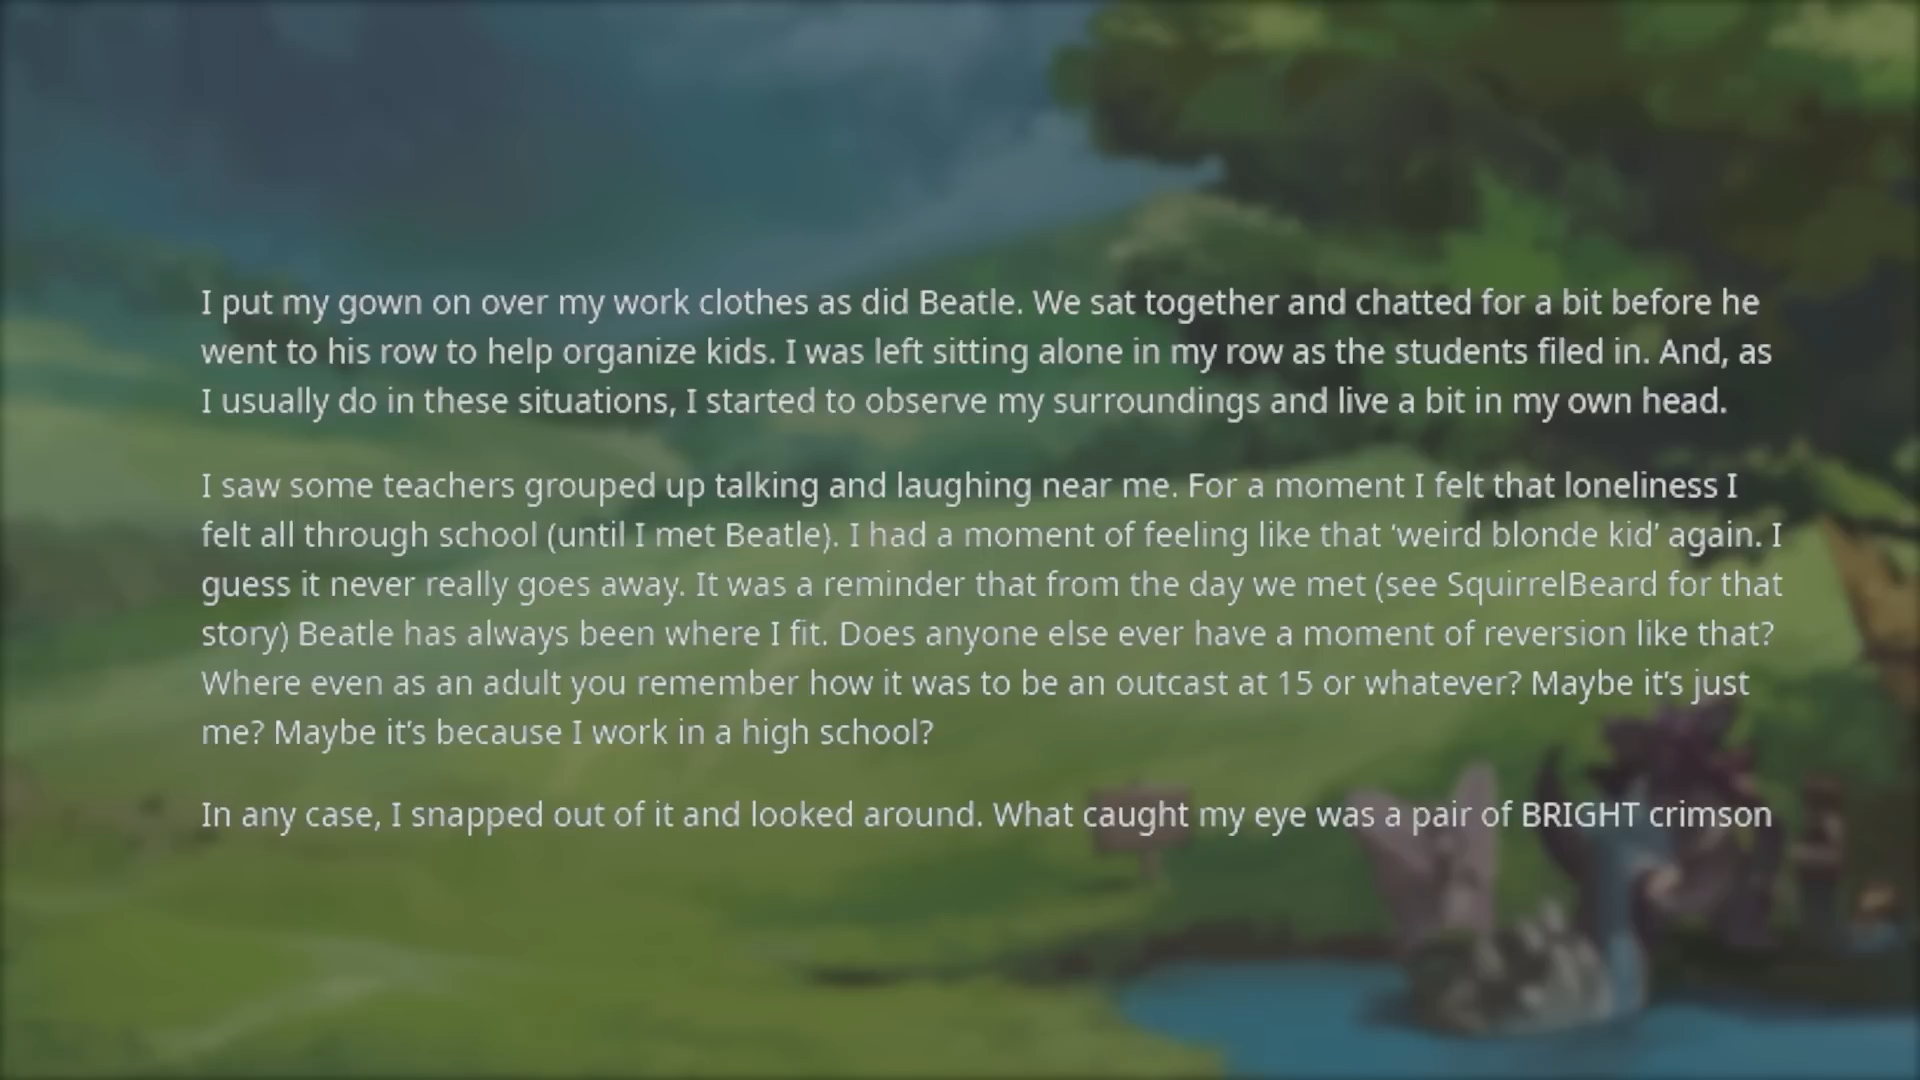 I put my gown on over my work clothes as did Beatle. We sat together and chatted for a bit before he
went to his row to help organize kids. I was left sitting alone in my row as the students filed in. And, as
I usually do in these situations, I started to observe my surroundings and live a bit in my own head.
I saw some teachers grouped up talking and laughing near me. For a moment I felt that loneliness I
felt all through school (until I met Beatle). I had a moment of feeling like that ‘weird blonde kid’ again. I
guess it never really goes away. It was a reminder that from the day we met (see SquirrelBeard for that
story) Beatle has always been where I fit. Does anyone else ever have a moment of reversion like that?
Where even as an adult you remember how it was to be an outcast at 15 or whatever? Maybe it’s just
me? Maybe it’s because I work in a high school?
In any case, I snapped out of it and looked around. What caught my eye was a pair of BRIGHT crimson